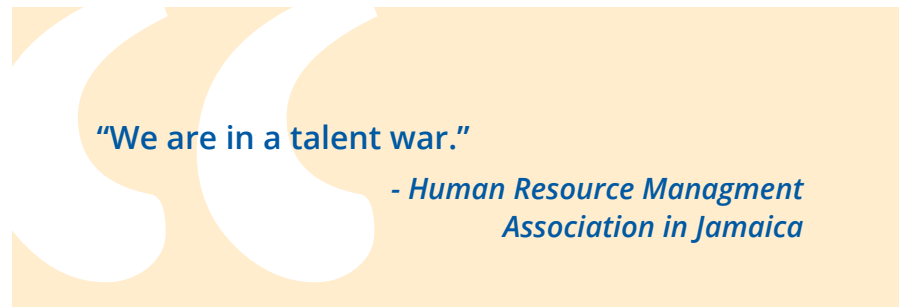 “We are in a talent war.”
- Human Resource Managment
Association in Jamaica